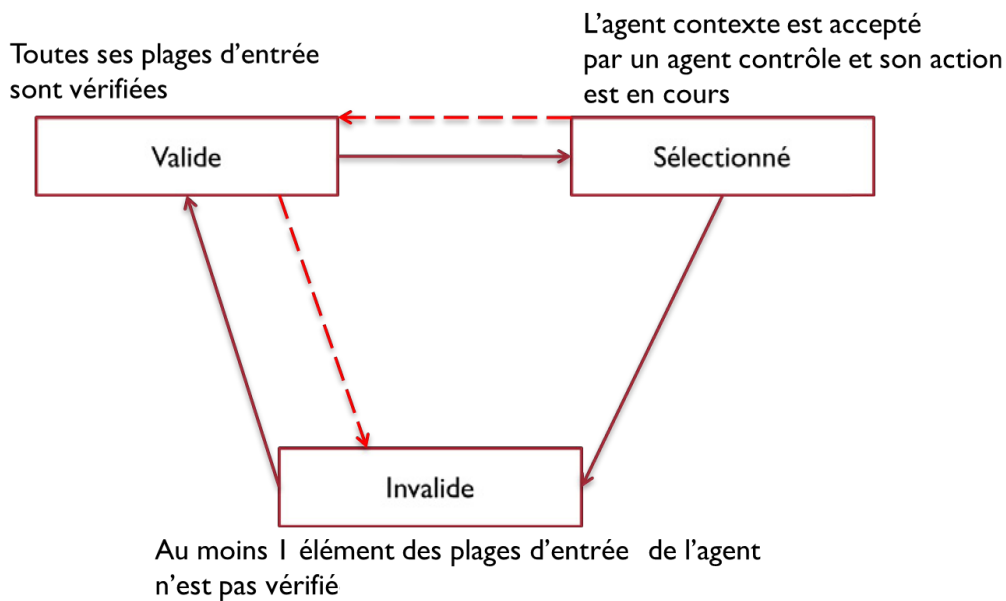 Toutes ses plages d'entrée
sont vérifiées
L'agent contexte est accepté
par un agent contrôle et son action
est en cours
Valide
Sélectionné
Invalide
Au moins 1 élément des plages d'entrée de l'agent
n'est pas vérifié